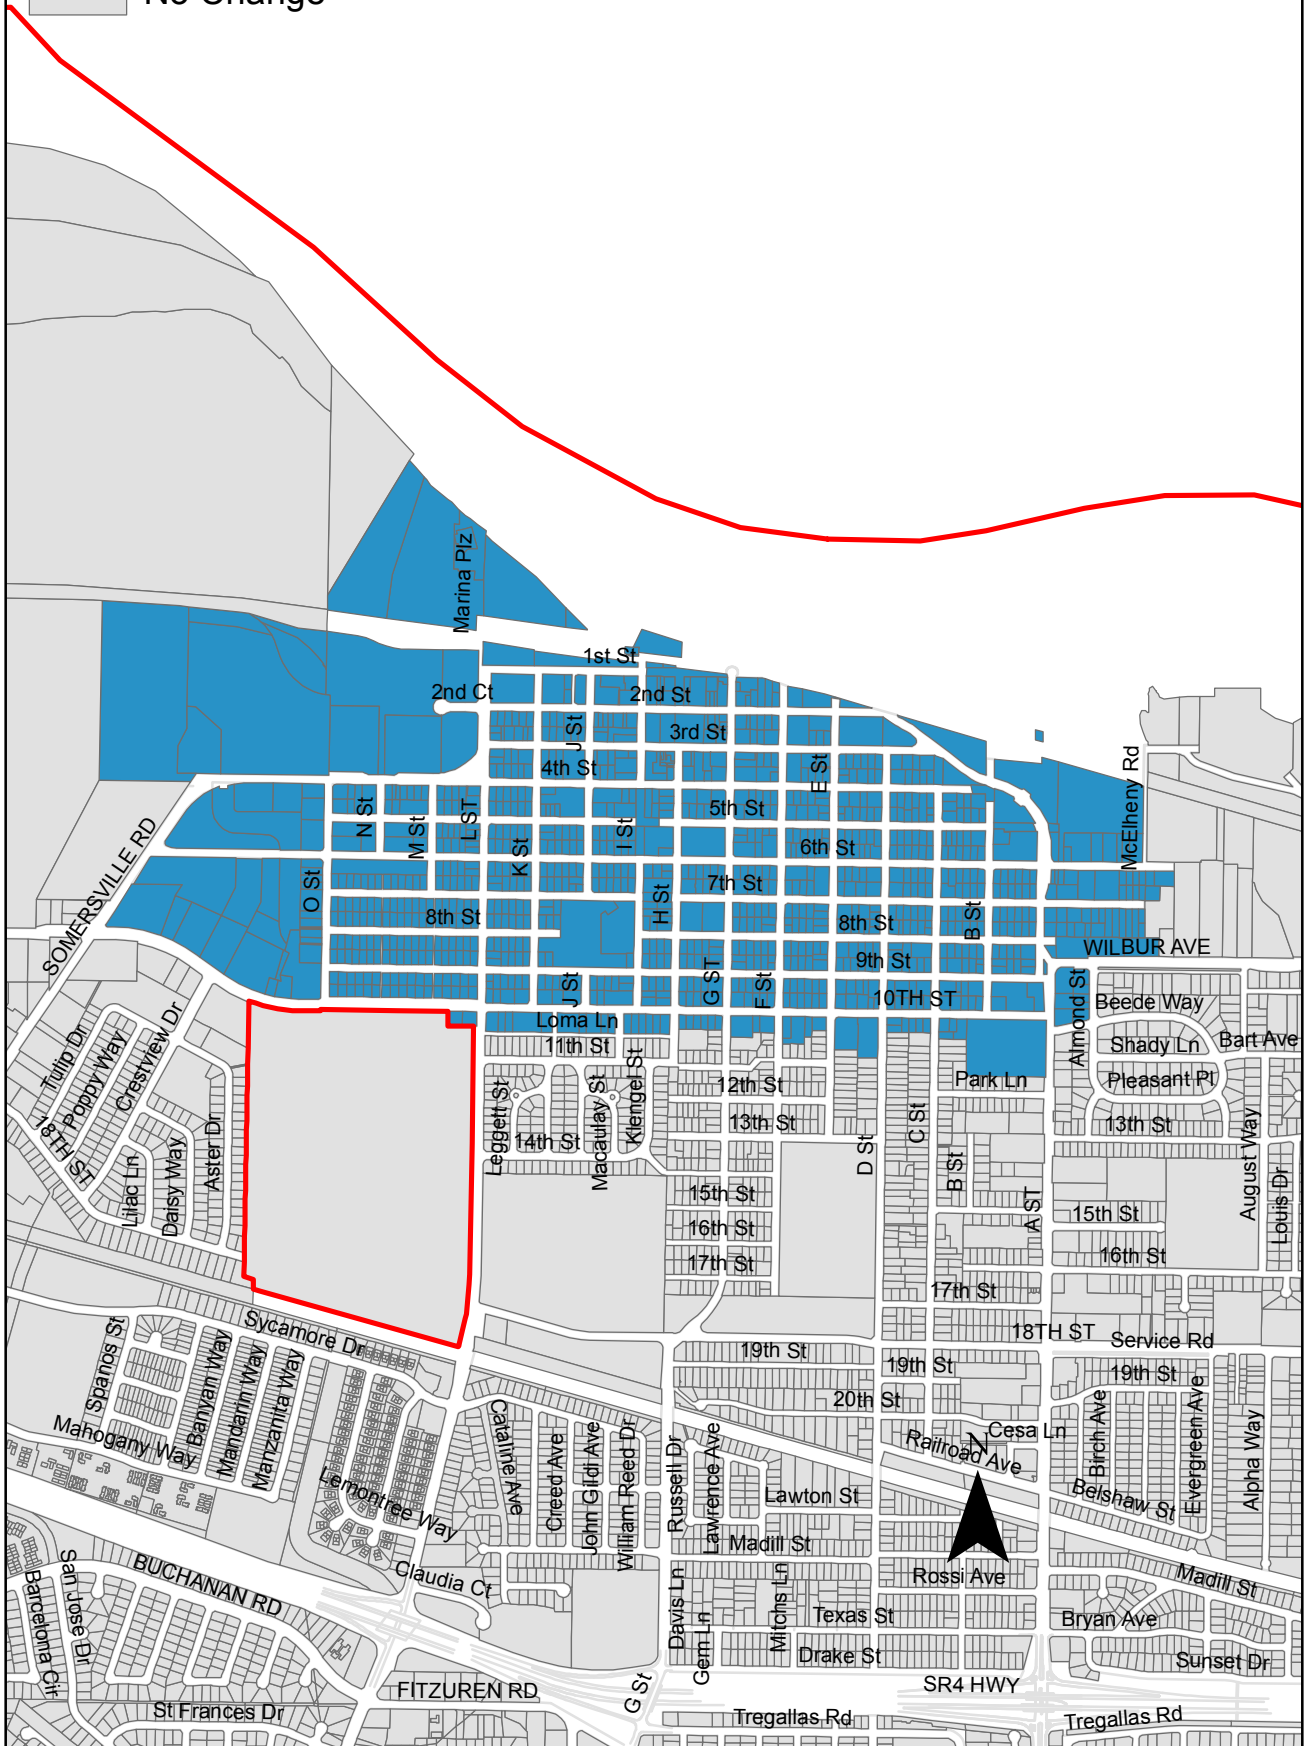 No Change
Marina Plz
1st St
2nd Ct
2nd St
J St
3rd St
4th St
E St
McElheny Rd
N St
M St
L ST
5th St
K St
I St
6th St
SOMERSVILLE RD
O St
7th St
H St
8th St
8th St
B St
WILBUR AVE
9th St
G ST
F St
J St
10TH ST
Almond St
Beede Way
Loma Ln
11th St
Shady Ln
Bart Ave
Tulip Dr
Poppy Way
Crestview Dr
Klengel St
12th St
Park Ln
Pleasant Pl
Leggett St
Macaulay St
13th St
C St
13th St
18TH ST
14th St
D St
B St
August Way
Lilac Ln
Daisy Way
Aster Dr
15th St
A ST
15th St
Louis Dr
16th St
16th St
17th St
17th St
Sycamore Dr
18TH ST
Service Rd
Spanos St
19th St
19th St
19th St
Banyan Way
Mandarin Way
Manzanita Way
20th St
Mahogany Way
Cataline Ave
Creed Ave
John Gildi Ave
William Reed Dr
Russell Dr
Lawrence Ave
Cesa Ln
N
Railroad Ave
Birch Ave
Evergreen Ave
Alpha Way
Lemontree Way
Lawton St
Belshaw St
Madill St
Claudia Ct
BUCHANAN RD
San Jose Dr
Barcelona Cir
Rossi Ave
Madill St
Davis Ln
Gem Ln
Mitchs Ln
Texas St
Bryan Ave
Drake St
Sunset Dr
FITZUREN RD
G St
SR4 HWY
St Frances Dr
Tregallas Rd
Tregallas Rd